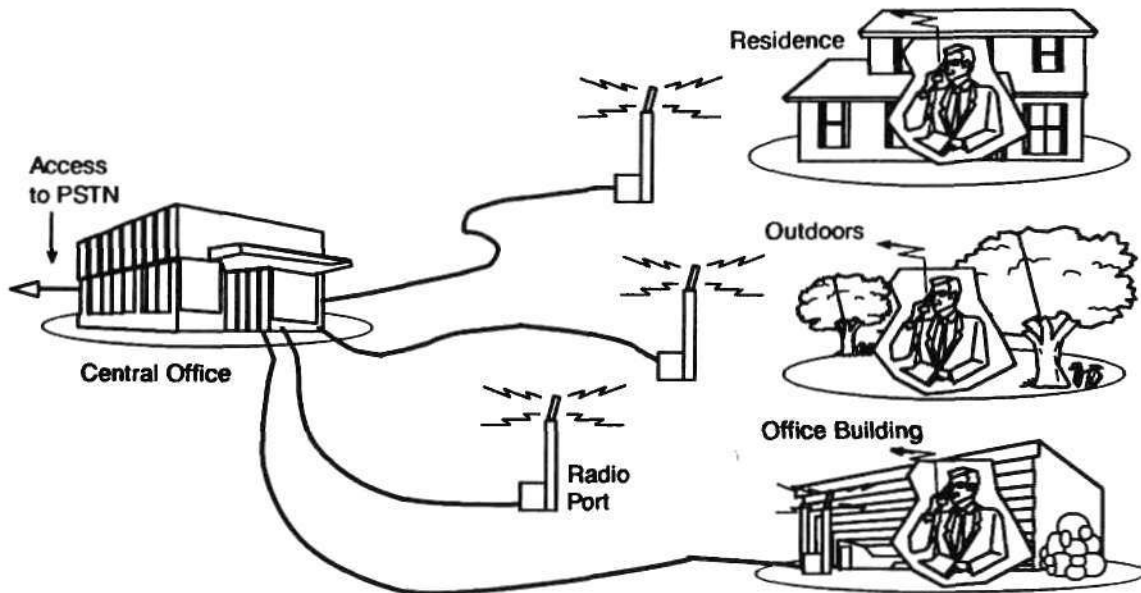 Residence
Access
to PSTN
Outdoors
Central Office
Office Building
Radio
Port